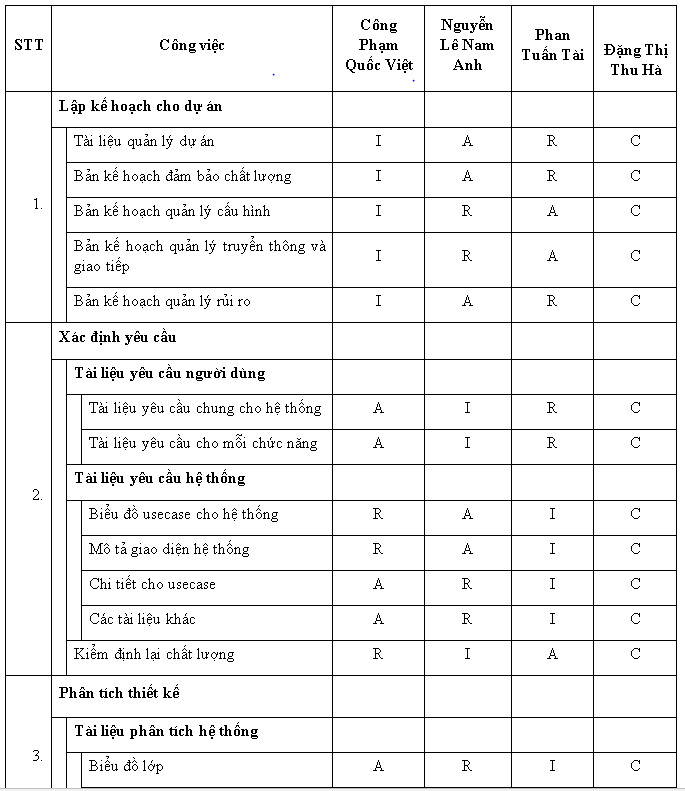 STT
Công việc
Công
Phạm
Quốc Việt
Nguyễn
Lê Nam
Anh
Phan
Tuấn Tài
Đặng Thị
Thu Hà
1.
Lập kế hoạch cho dự án
Tài liệu quản lý dự án I A R C
Bản kế hoạch đảm bảo chất lượng I A R C
Bản kế hoạch quản lý cấu hình I R A C
Bản kế hoạch quản lý truyển thông và
giao tiếp I R A C
Bản kế hoạch quản lý rủi ro I A R C
2.
Xác định yêu cầu
Tài liệu yêu cầu người dùng
Tài liệu yêu cầu chung cho hệ thống A I R C
Tài liệu yêu cầu cho mỗi chức năng A I R C
Tài liệu yêu cầu hệ thống
Biểu đồ usecase cho hệ thống R A I C
Mô tả giao diện hệ thống R A I C
Chi tiết cho usecase A R I C
Các tài liệu khác A R I C
Kiểm định lại chất lượng R I A C
3.
Phân tích thiết kế
Tài liệu phân tích hệ thống
Biểu đồ lớp A R I C